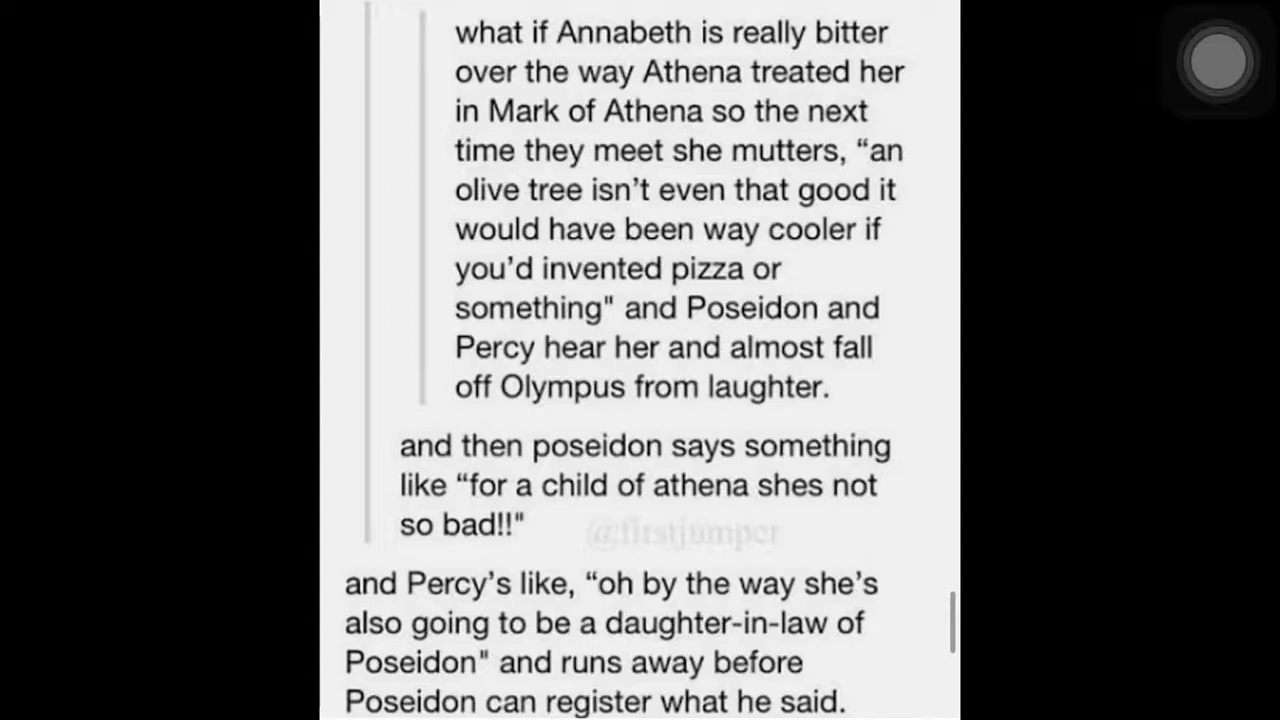 what if Annabeth is really bitter
over the way Athena treated her
in Mark of Athena so the next
time they meet she mutters, “an
olive tree isn’t even that good it
would have been way cooler if
you’d invented pizza or
something" and Poseidon and
Percy hear her and almost fall
off Olympus from laughter.
and then poseidon says something
like “for a child of athena shes not
so bad!!"
@firstjumper
and Percy’s like, “oh by the way she’s
also going to be a daughter-in-law of
Poseidon" and runs away before
Poseidon can register what he said.